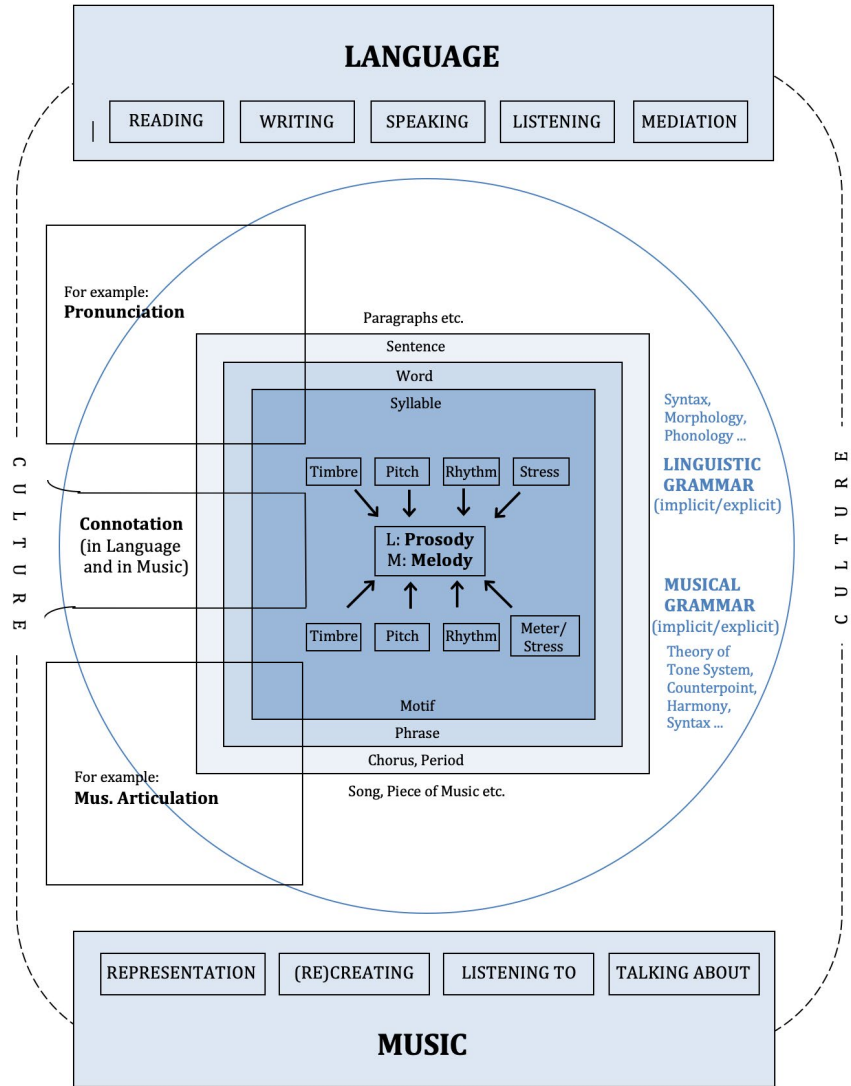 LANGUAGE
READING
WRITING
SPEAKING
LISTENING
MEDIATION
For example:
Pronunciation
Paragraphs etc.
Sentence
Word
Syllable
Timbre
Pitch
Rhythm
Stress
L: Prosody
M: Melody
Timbre
Pitch
Rhythm
Meter/
Stress
Motif
Phrase
Chorus, Period
Song, Piece of Music etc.
Connotation
(in Language
and in Music)
For example:
Mus. Articulation
Syntax,
Morphology,
Phonology ...
LINGUISTIC
GRAMMAR
(implicit/explicit)
MUSICAL
GRAMMAR
(implicit/explicit)
Theory of
Tone System,
Counterpoint,
Harmony,
Syntax ...
CULTURE
CULTURE
REPRESENTATION
(RE)CREATING
LISTENING TO
TALKING ABOUT
MUSIC